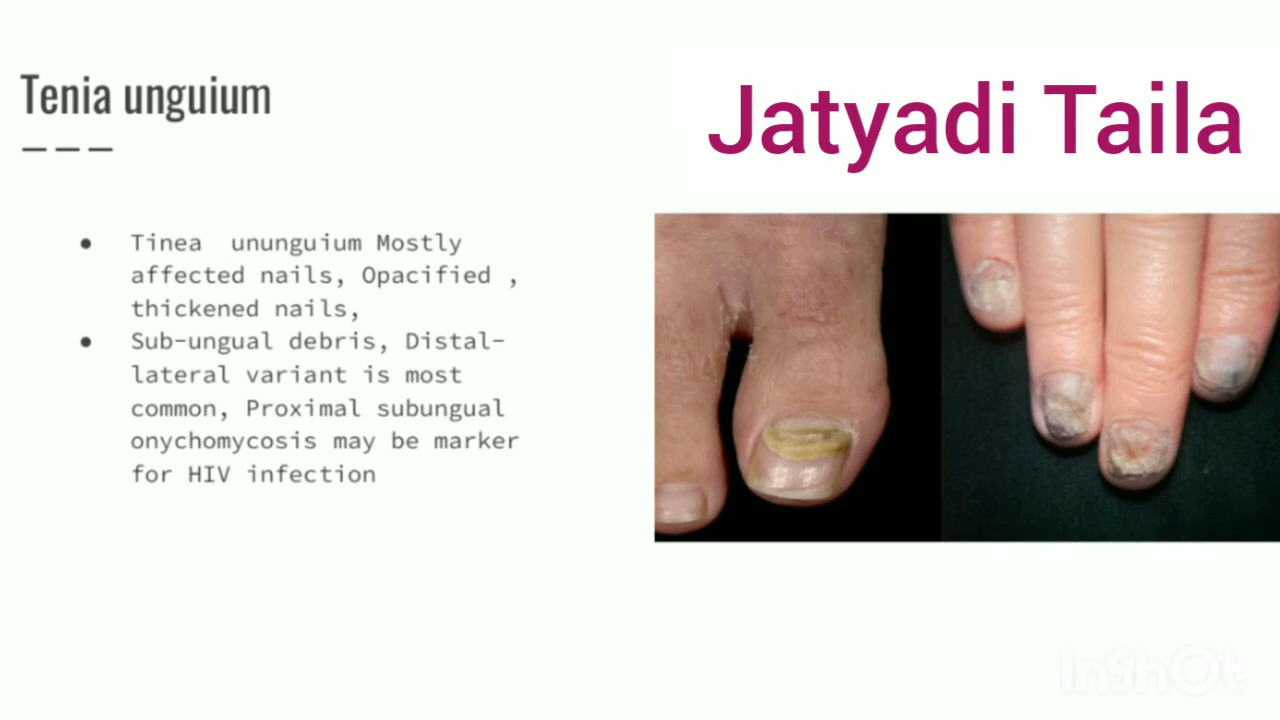 Tenia unguium
Jatyadi Taila
● Tinea ununguium Mostly
affected nails, Opacified ,
thickened nails,
● Sub-ungual debris, Distal-
lateral variant is most
common, Proximal subungual
onychomycosis may be marker
for HIV infection
InShOt